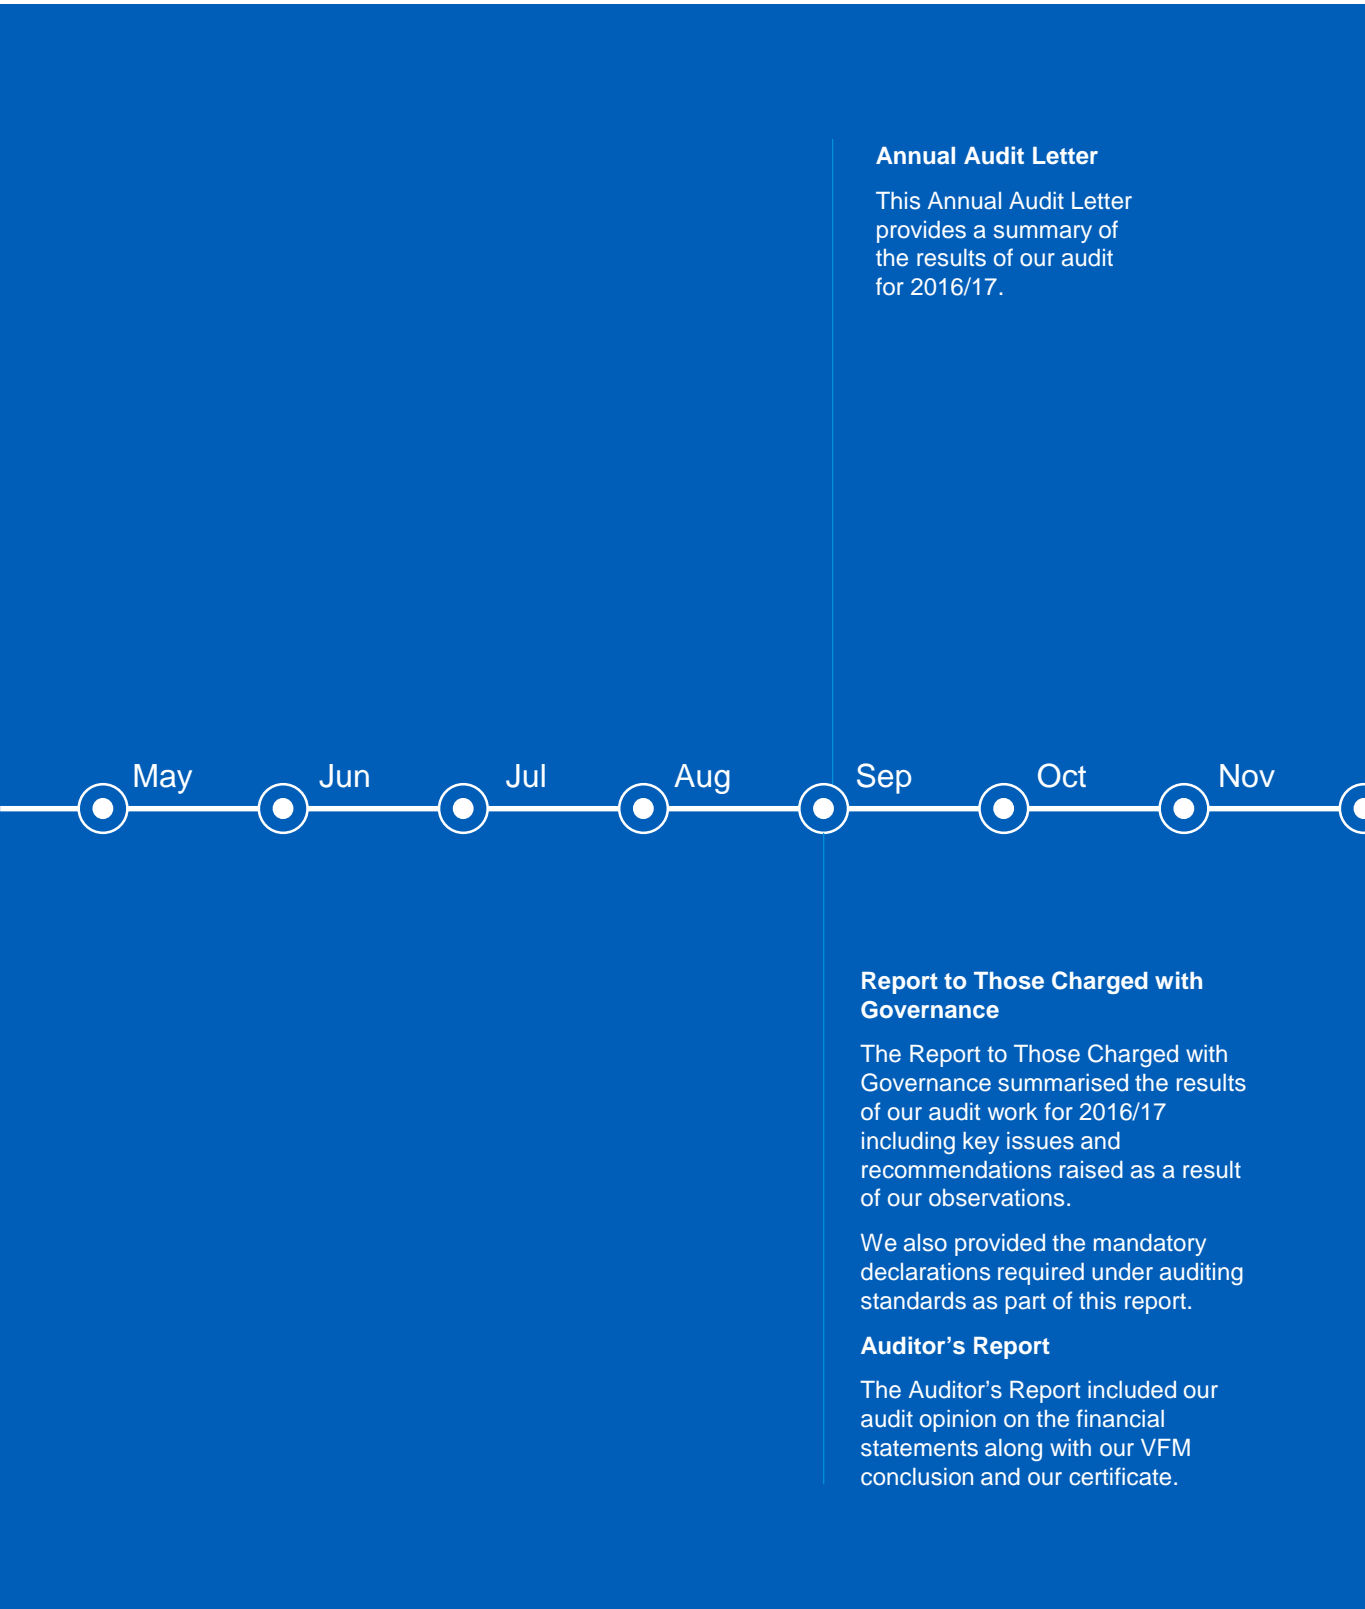 Annual Audit Letter
This Annual Audit Letter
provides a summary of
the results of our audit
for 2016/17.
May
Jun
Jul
Aug
Sep
Oct
Nov
Report to Those Charged with
Governance
The Report to Those Charged with
Governance summarised the results
of our audit work for 2016/17
including key issues and
recommendations raised as a result
of our observations.
We also provided the mandatory
declarations required under auditing
standards as part of this report.
Auditor’s Report
The Auditor’s Report included our
audit opinion on the financial
statements along with our VFM
conclusion and our certificate.